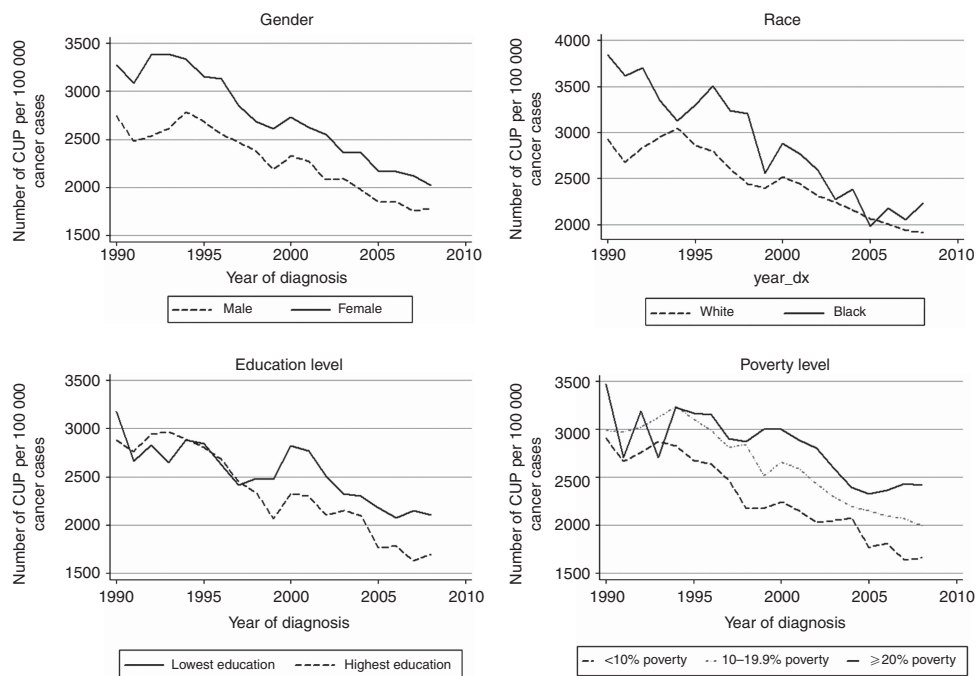 Gender
Number of CUP per 100 000
cancer cases
3500
3000
2500
2000
1500
1990
1995
2000
2005
2010
Year of diagnosis
Male
Female
Race
Number of CUP per 100 000
cancer cases
4000
3500
3000
2500
2000
1990
1995
2000
2005
2010
year_dx
White
Black
Education level
Number of CUP per 100 000
cancer cases
3500
3000
2500
2000
1500
1990
1995
2000
2005
2010
Year of diagnosis
Lowest education
Highest education
Poverty level
Number of CUP per 100 000
cancer cases
3500
3000
2500
2000
1500
1990
1995
2000
2005
2010
Year of diagnosis
<10% poverty
10–19.9% poverty
⩾20% poverty